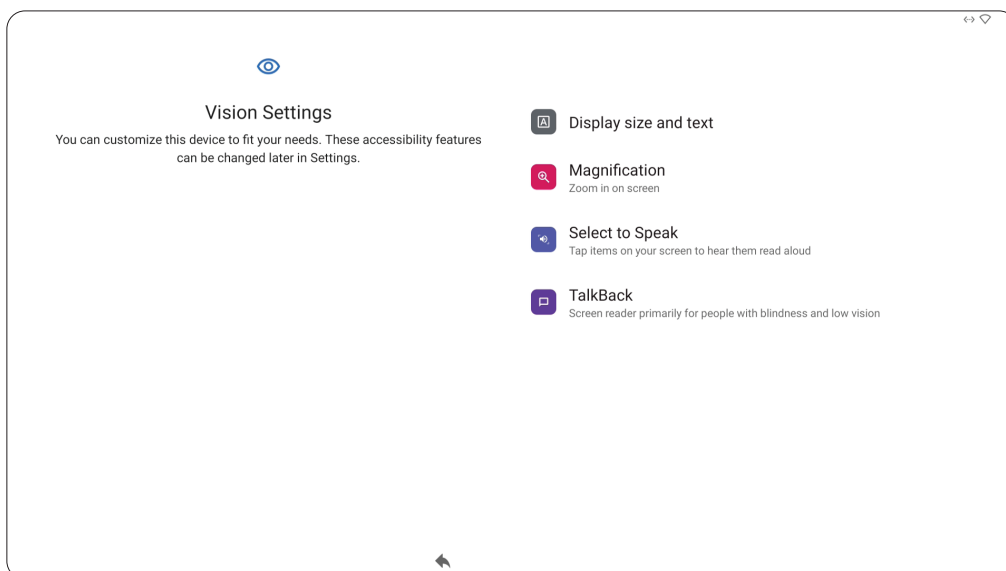 Vision Settings
You can customize this device to fit your needs. These accessibility features
can be changed later in Settings.
Display size and text
Magnification
Zoom in on screen
Select to Speak
Tap items on your screen to hear them read aloud
TalkBack
Screen reader primarily for people with blindness and low vision